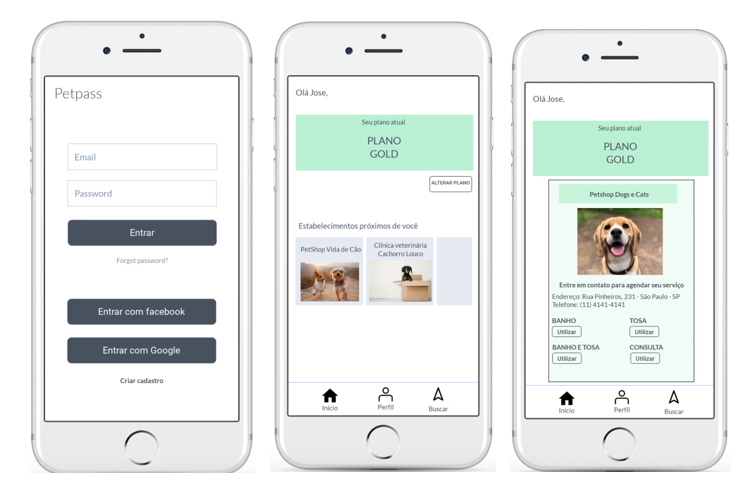 Petpass
Email
Password
Entrar
Forgot password?
Entrar com facebook
Entrar com Google
Criar cadastro
Olá Jose,
Seu plano atual
PLANO
GOLD
ALTERAR PLANO
Estabelecimentos próximos de você
PetShop Vida de Cão
Clínica veterinária
Cachorro Louco
Início
Perfil
Buscar
Olá Jose,
Seu plano atual
PLANO
GOLD
Petshop Dogs e Cats
Entre em contato para agendar seu serviço
Endereço: Rua Pinheiros, 231 - São Paulo - SP
Telefone: (11) 4141-4141
BANHO
TOSA
Utilizar
Utilizar
BANHO E TOSA
CONSULTA
Utilizar
Utilizar
Início
Perfil
Buscar